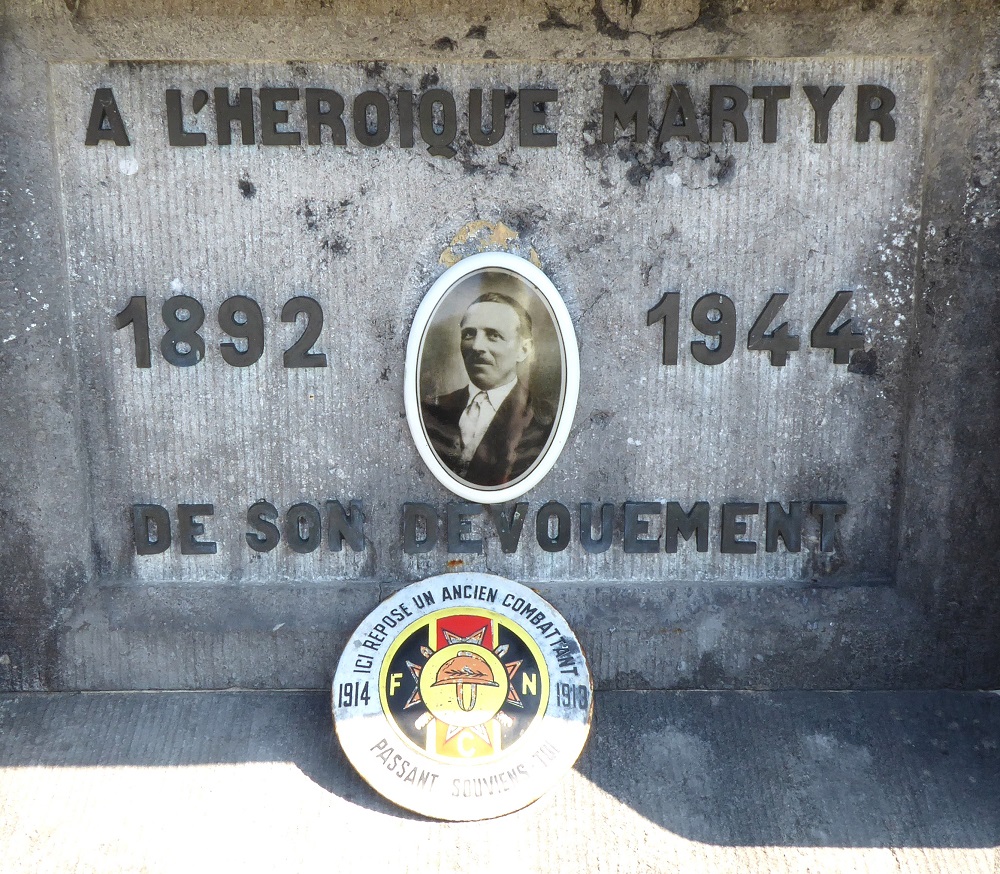 A L'HEROIQUE MARTYR
1892 1944
DE SON DEVOUEMENT
ICI REPOSE UN ANCIEN COMBATTANT
1914 1918
F N
C
PASSANT SOUVIENS-TOI